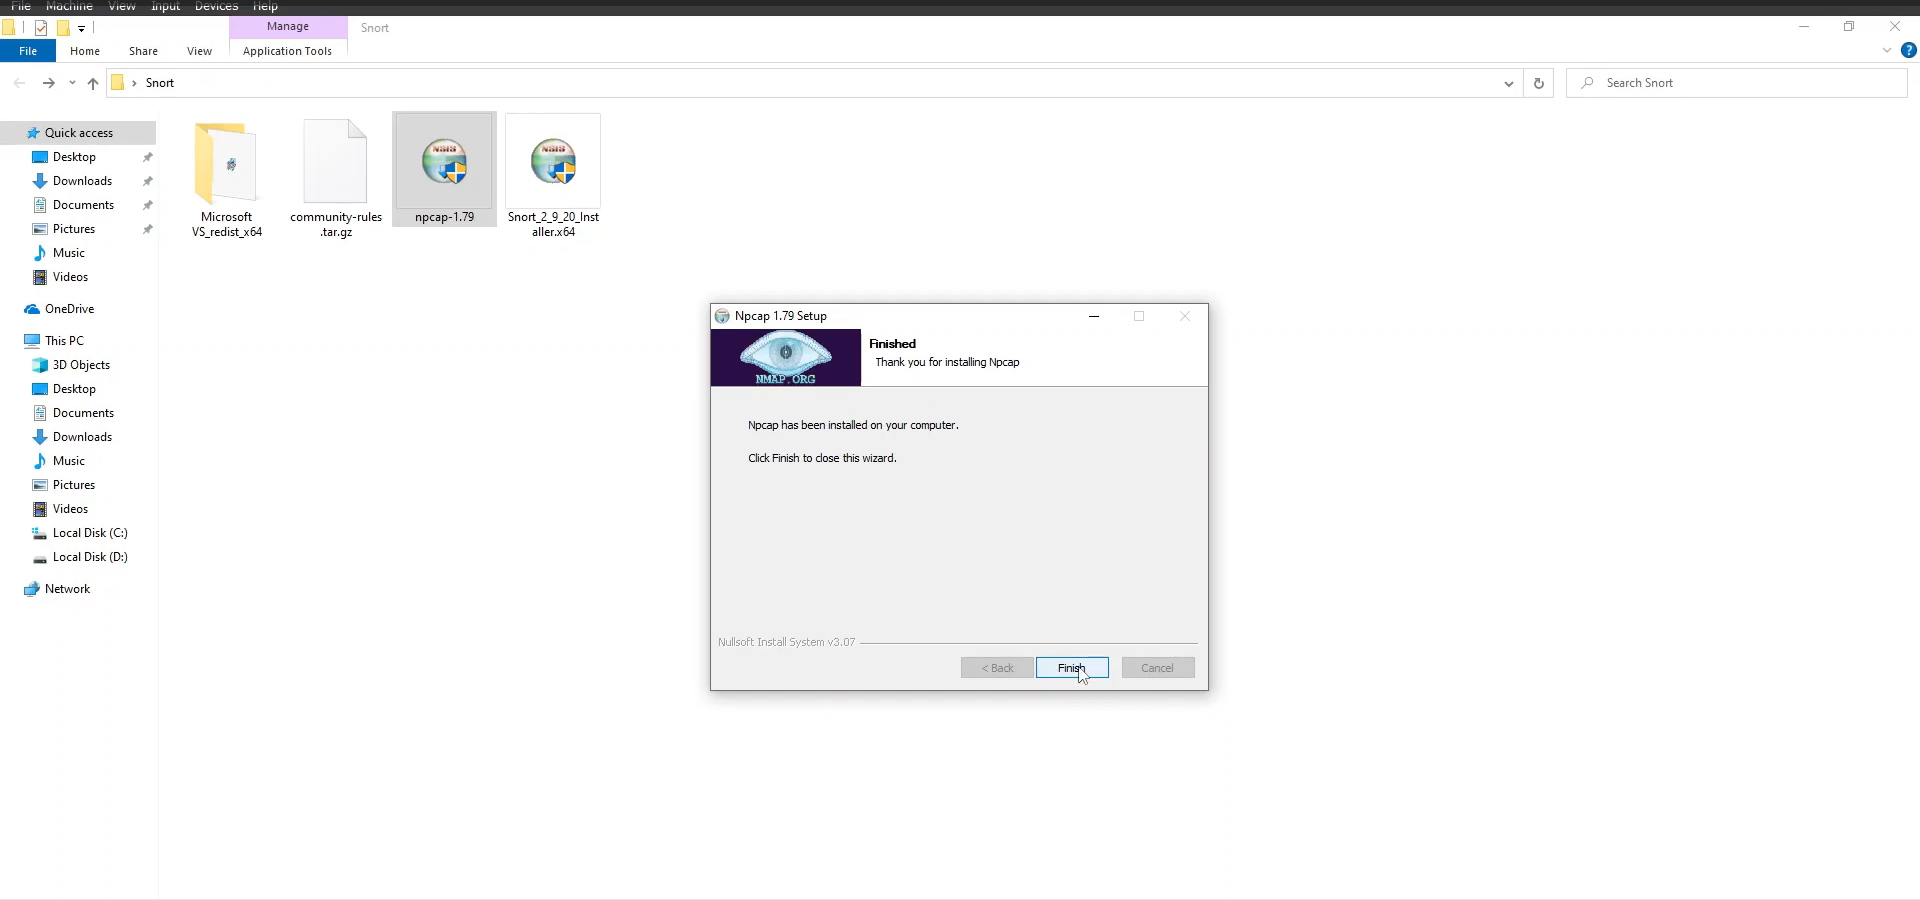 File Machine View Input Devices Help
Manage
Snort
File Home Share View Application Tools
Snort
Search Snort
Quick access
Desktop
Downloads
Documents
Pictures
Music
Videos
OneDrive
This PC
3D Objects
Desktop
Documents
Downloads
Music
Pictures
Videos
Local Disk (C:)
Local Disk (D:)
Network
Microsoft
VS_redist_x64
community-rules
.tar.gz
NSIS
npcap-1.79
NSIS
Snort_2_9_20_Inst
aller.x64
Npcap 1.79 Setup
NMAP.ORG
Finished
Thank you for installing Npcap
Npcap has been installed on your computer.
Click Finish to close this wizard.
Nullsoft Install System v3.07
< Back Finish Cancel